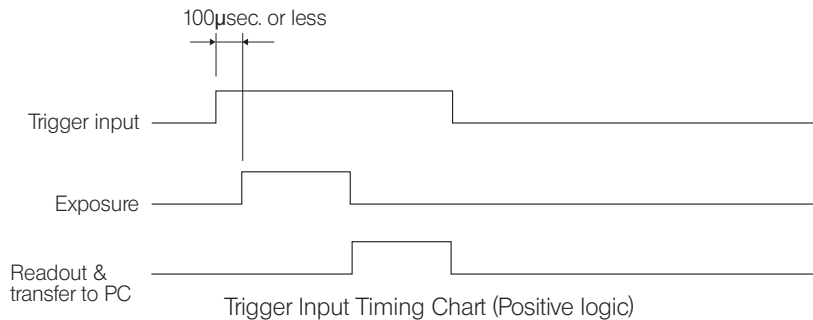 100μsec. or less
Trigger input
Exposure
Readout &
transfer to PC
Trigger Input Timing Chart (Positive logic)